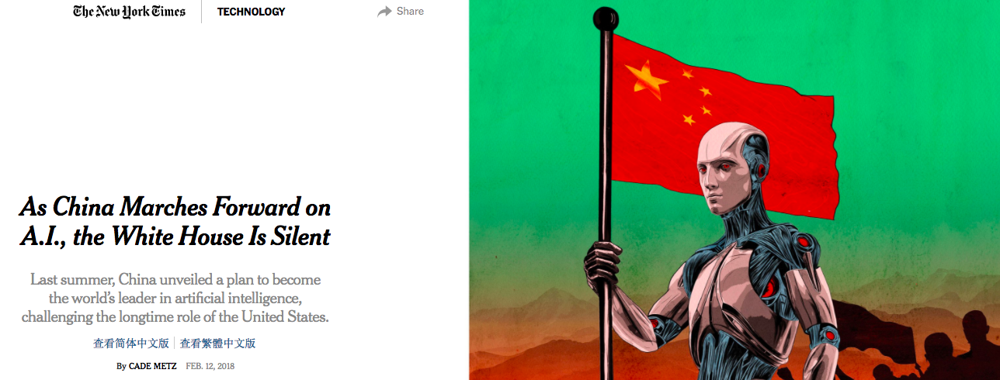 The New York Times
TECHNOLOGY
Share
As China Marches Forward on
A.I., the White House Is Silent
Last summer, China unveiled a plan to become
the world's leader in artificial intelligence,
challenging the longtime role of the United States.
查看简体中文版 查看繁體中文版
By CADE METZ FEB. 12, 2018